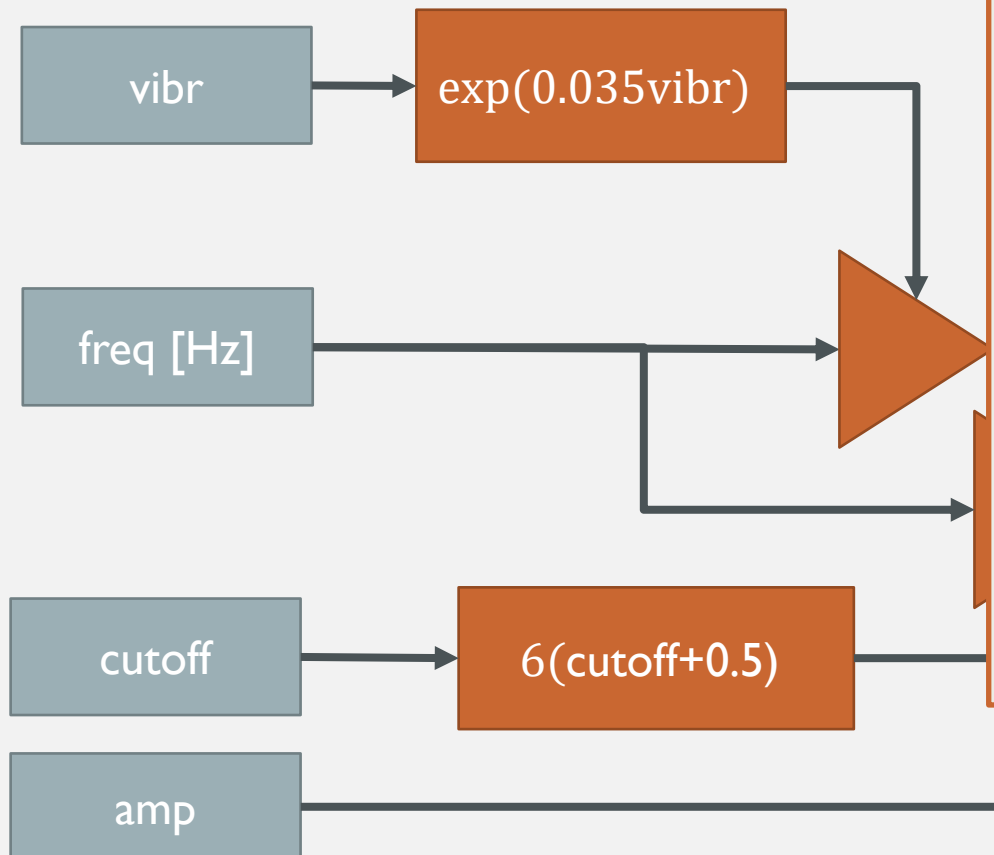 vibr
exp(0.035vibr)
freq [Hz]
cutoff
6(cutoff+0.5)
amp